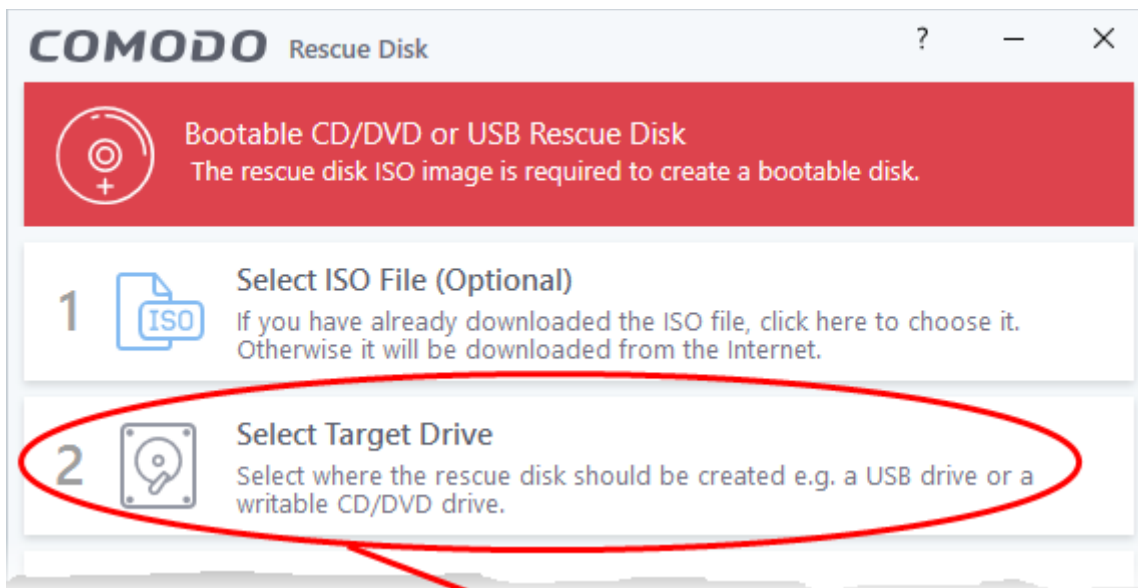 COMODO Rescue Disk ?
Bootable CD/DVD or USB Rescue Disk
The rescue disk ISO image is required to create a bootable disk.
1
ISO
Select ISO File (Optional)
If you have already downloaded the ISO file, click here to choose it.
Otherwise it will be downloaded from the Internet.
2
Select Target Drive
Select where the rescue disk should be created e.g. a USB drive or a
writable CD/DVD drive.